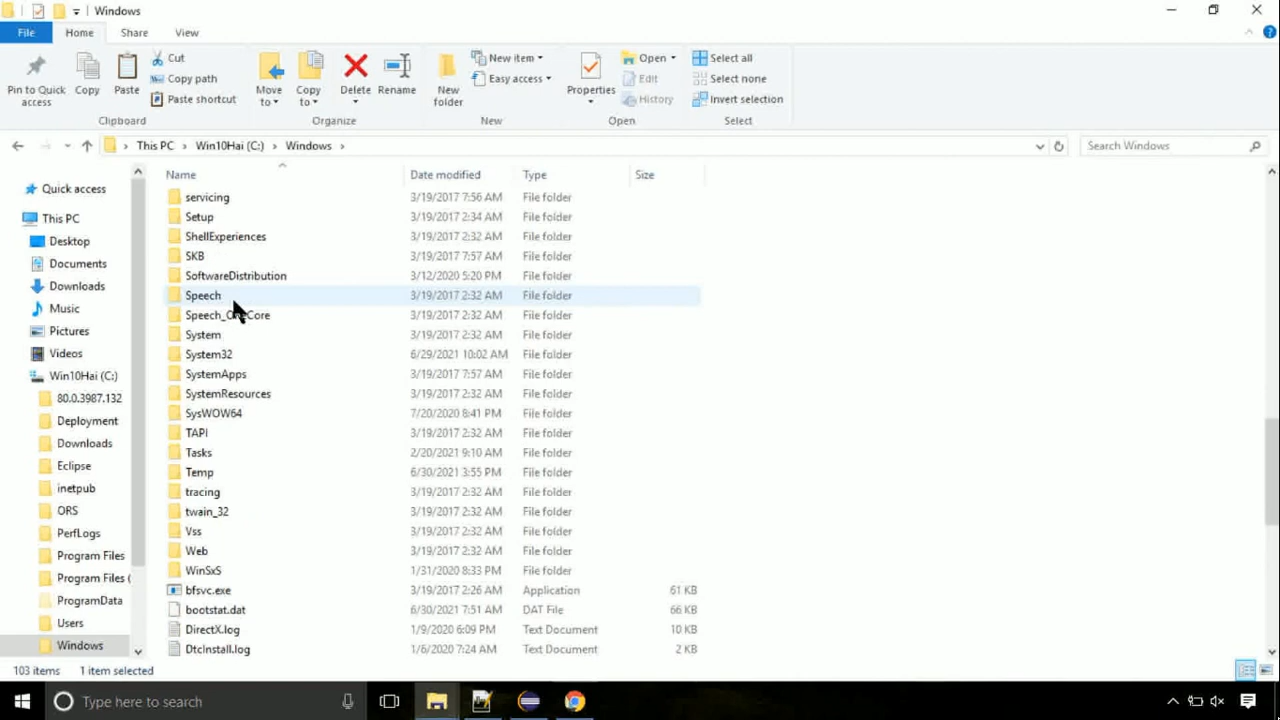 Windows
File Home Share View
Pin to Quick access
Copy
Paste
Cut
Copy path
Paste shortcut
Clipboard
Move to
Copy to
Delete
Rename
Organize
New folder
New item
Easy access
New
Properties
Open
Edit
History
Open
Select all
Select none
Invert selection
Select
This PC Win10Hai (C:) Windows
Search Windows
Quick access
This PC
Desktop
Documents
Downloads
Music
Pictures
Videos
Win10Hai (C:)
80.0.3987.132
Deployment
Downloads
Eclipse
inetpub
ORS
PerfLogs
Program Files
Program Files (
ProgramData
Users
Windows
Name Date modified Type Size
servicing 3/19/2017 7:56 AM File folder
Setup 3/19/2017 2:34 AM File folder
ShellExperiences 3/19/2017 2:32 AM File folder
SKB 3/19/2017 7:57 AM File folder
SoftwareDistribution 3/12/2020 5:20 PM File folder
Speech 3/19/2017 2:32 AM File folder
Speech_OneCore 3/19/2017 2:32 AM File folder
System 3/19/2017 2:32 AM File folder
System32 6/29/2021 10:02 AM File folder
SystemApps 3/19/2017 7:57 AM File folder
SystemResources 3/19/2017 2:32 AM File folder
SysWOW64 7/20/2020 8:41 PM File folder
TAPI 3/19/2017 2:32 AM File folder
Tasks 2/20/2021 9:10 AM File folder
Temp 6/30/2021 3:55 PM File folder
tracing 3/19/2017 2:32 AM File folder
twain_32 3/19/2017 2:32 AM File folder
Vss 3/19/2017 2:32 AM File folder
Web 3/19/2017 2:32 AM File folder
WinSxS 1/31/2020 8:33 PM File folder
bfsvc.exe 3/19/2017 2:26 AM Application 61 KB
bootstat.dat 6/30/2021 7:51 AM DAT File 66 KB
DirectX.log 1/9/2020 6:09 PM Text Document 10 KB
DtcInstall.log 1/6/2020 7:24 AM Text Document 2 KB
103 items 1 item selected
Type here to search